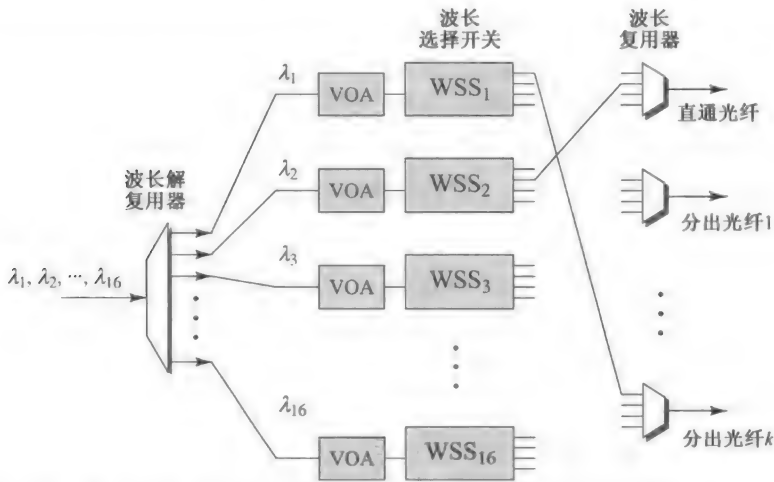 波长
选择开关
波长
复用器
λ₁
VOA
WSS₁
直通光纤
波长解
复用器
λ₂
VOA
WSS₂
分出光纤1
λ₁, λ₂, ···, λ₁₆
λ₃
VOA
WSS₃
λ₁₆
VOA
WSS₁₆
分出光纤k